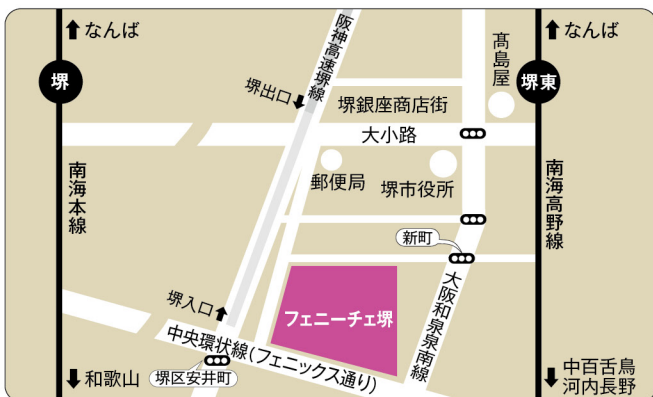 なんば
なんば
阪神高速堺線
髙島屋
堺
堺東
堺出口
堺銀座商店街
大小路
南海本線
郵便局
堺市役所
南海高野線
新町
大阪和泉泉南線
堺入口
フェニーチェ堺
中央環状線(フェニックス通り)
和歌山
堺区安井町
中百舌鳥
河内長野